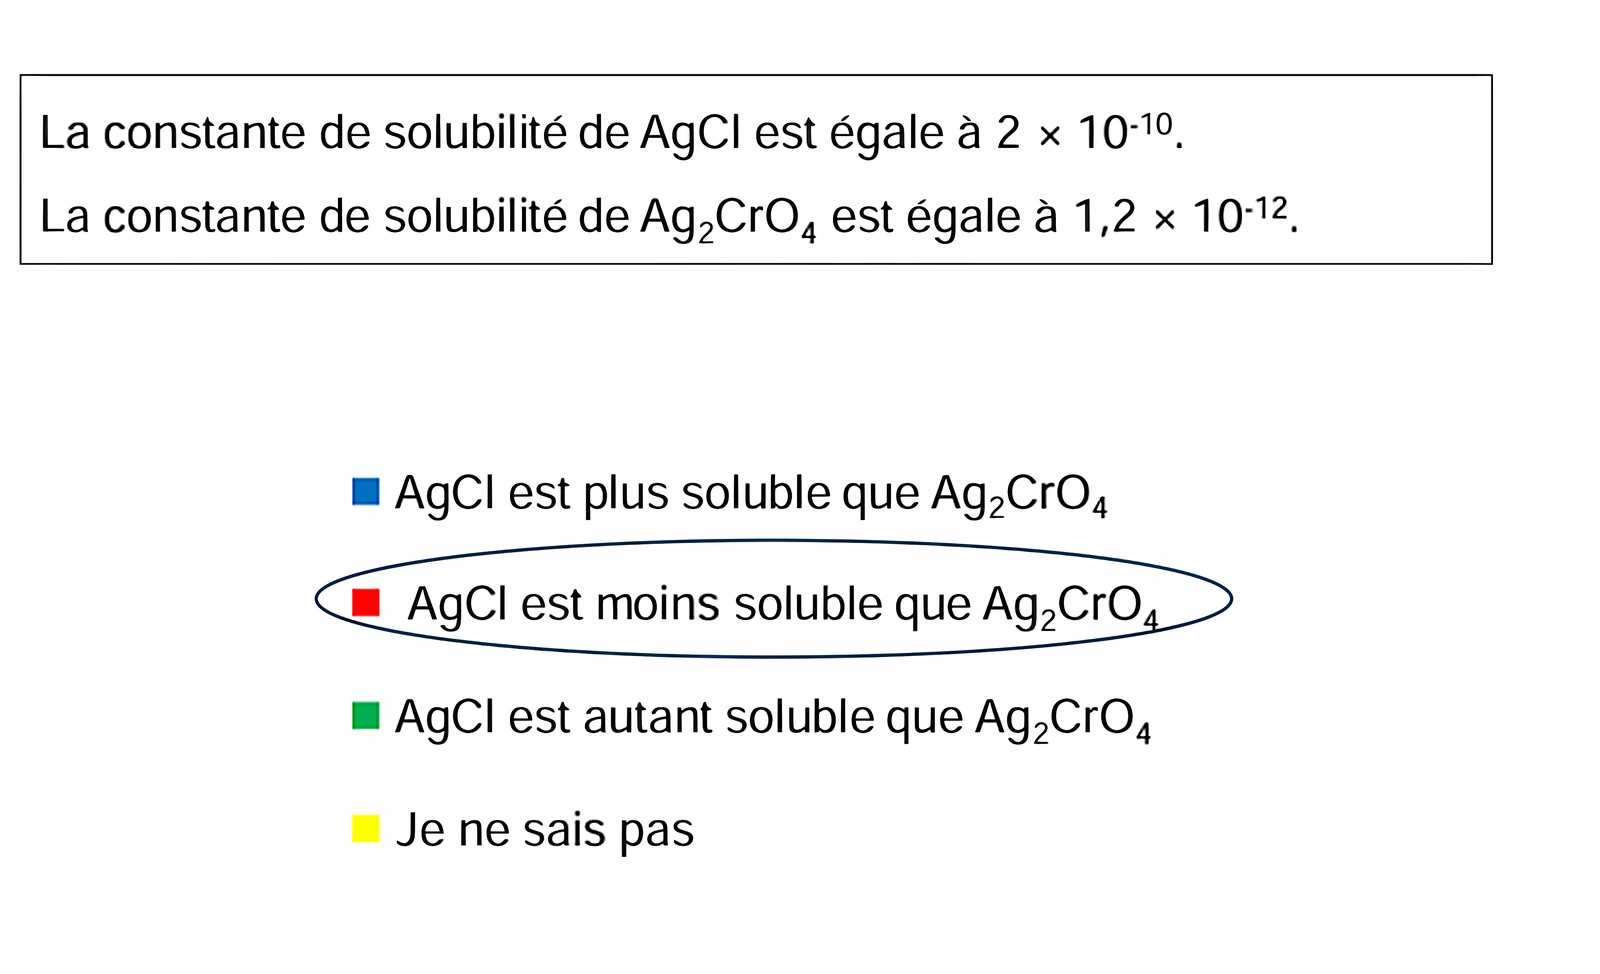 La constante de solubilité de AgCl est égale à 2 × 10⁻¹⁰.
La constante de solubilité de Ag₂CrO₄ est égale à 1,2 × 10⁻¹².
AgCl est plus soluble que Ag₂CrO₄
AgCl est moins soluble que Ag₂CrO₄
AgCl est autant soluble que Ag₂CrO₄
Je ne sais pas